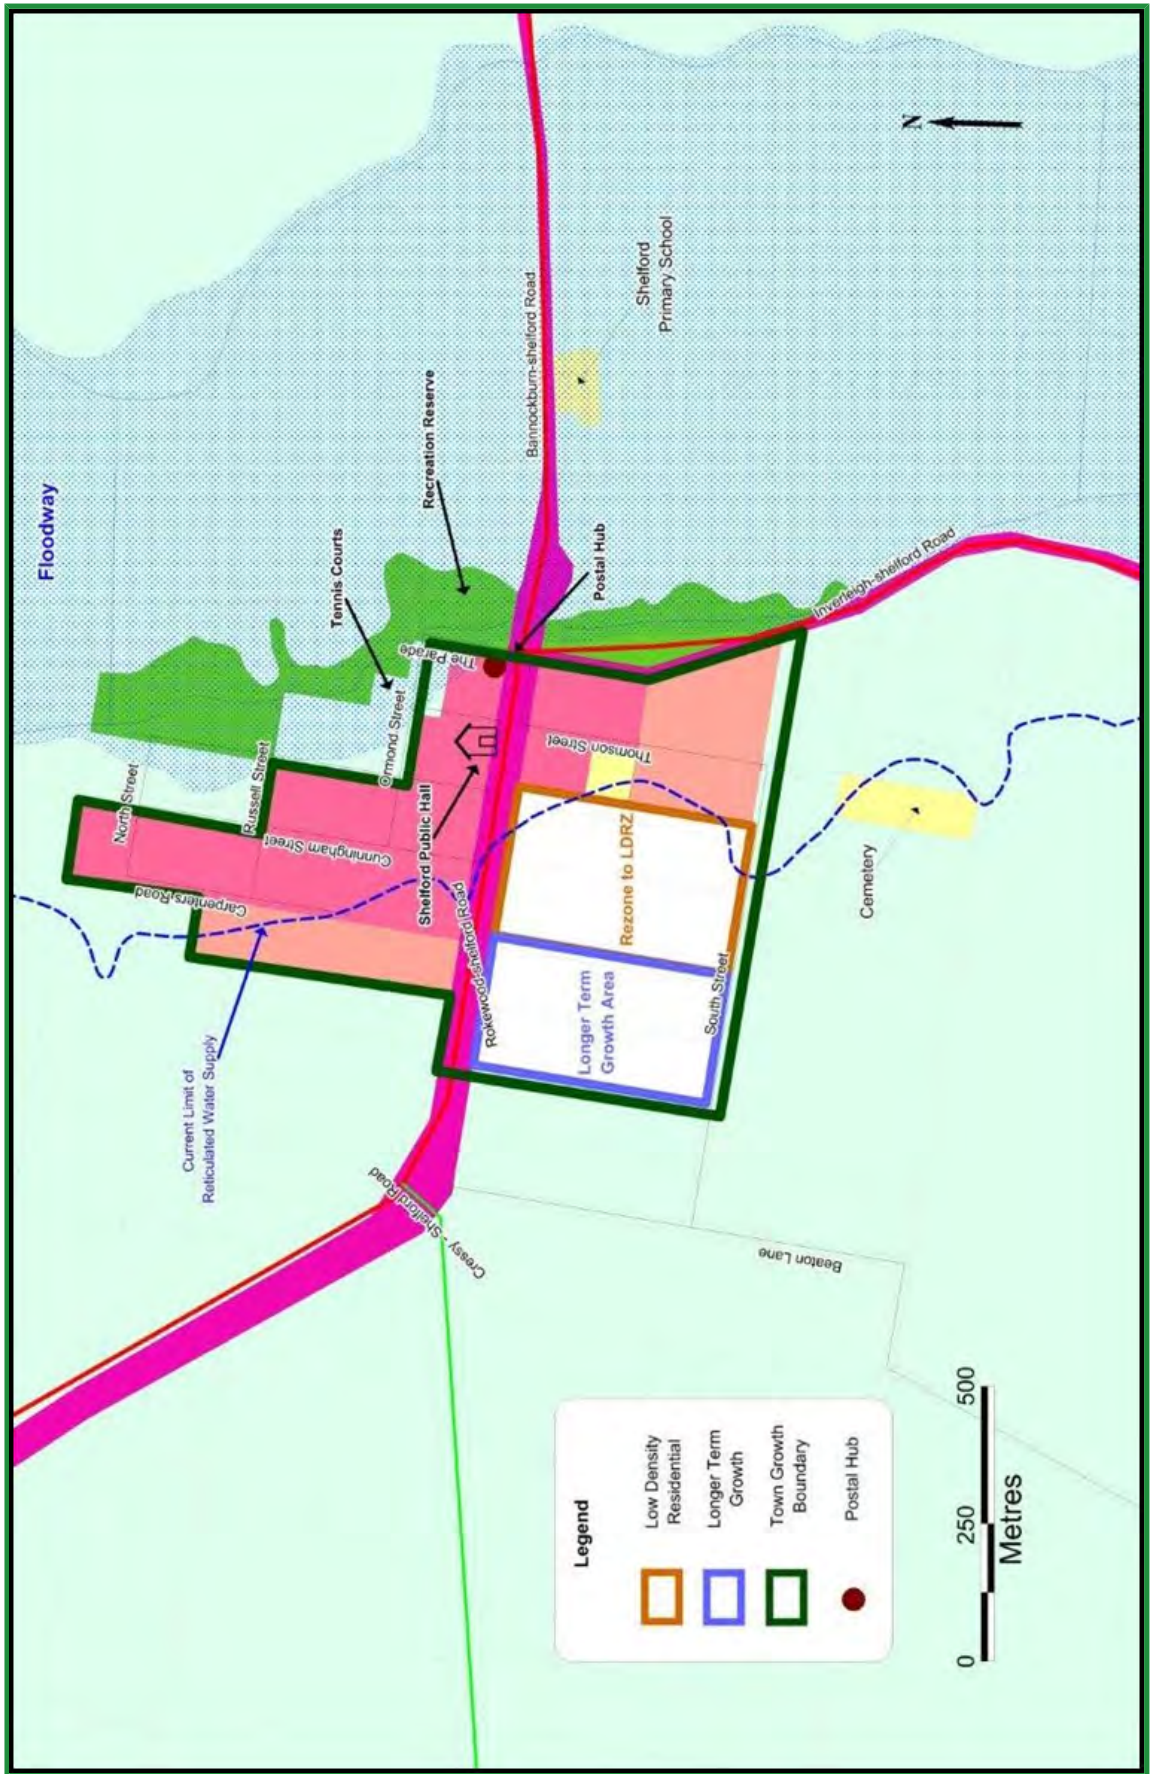 Floodway
N
Shelford
Primary School
Bannockburn-shelford Road
Recreation Reserve
Tennis Courts
Postal Hub
Inverleigh-shelford Road
The Parade
Ormond Street
Thomson Street
Russell Street
North Street
Cunningham Street
Shelford Public Hall
Carpenters Road
Rokewood-shelford Road
Rezone to LDRZ
Cemetery
Longer Term
Growth Area
South Street
Current Limit of
Reticulated Water Supply
Cressy - Shelford Road
Beaton Lane
Legend
Low Density
Residential
Longer Term
Growth
Town Growth
Boundary
Postal Hub
0 250 500
Metres